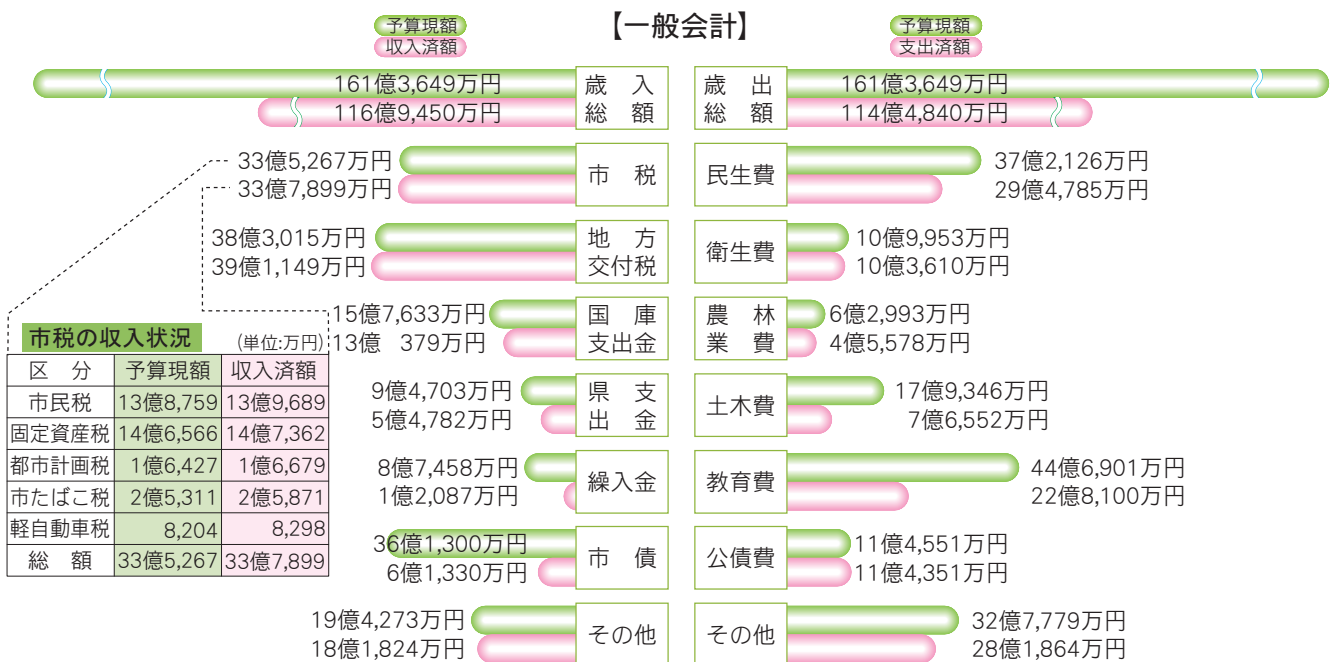 【一般会計】
予算現額
収入済額
予算現額
支出済額
161億3,649万円
116億9,450万円
歳入
総額
歳出
総額
161億3,649万円
114億4,840万円
33億5,267万円
33億7,899万円
市税
民生費
37億2,126万円
29億4,785万円
38億3,015万円
39億1,149万円
地方
交付税
衛生費
10億9,953万円
10億3,610万円
15億7,633万円
13億 379万円
国庫
支出金
農林
業費
6億2,993万円
4億5,578万円
9億4,703万円
5億4,782万円
県支
出金
土木費
17億9,346万円
7億6,552万円
8億7,458万円
1億2,087万円
繰入金
教育費
44億6,901万円
22億8,100万円
36億1,300万円
6億1,330万円
市債
公債費
11億4,551万円
11億4,351万円
19億4,273万円
18億1,824万円
その他
その他
32億7,779万円
28億1,864万円
市税の収入状況 (単位:万円)
区分 予算現額 収入済額
市民税 13億8,759 13億9,689
固定資産税 14億6,566 14億7,362
都市計画税 1億6,427 1億6,679
市たばこ税 2億5,311 2億5,871
軽自動車税 8,204 8,298
総額 33億5,267 33億7,899